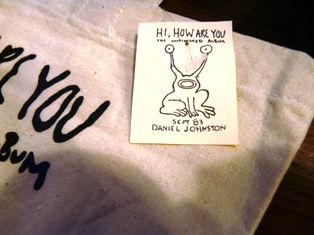 HI, HOW ARE YOU
THE UNFINISHED ALBUM
SEPT 83
DANIEL JOHNSTON
YOU
BUM